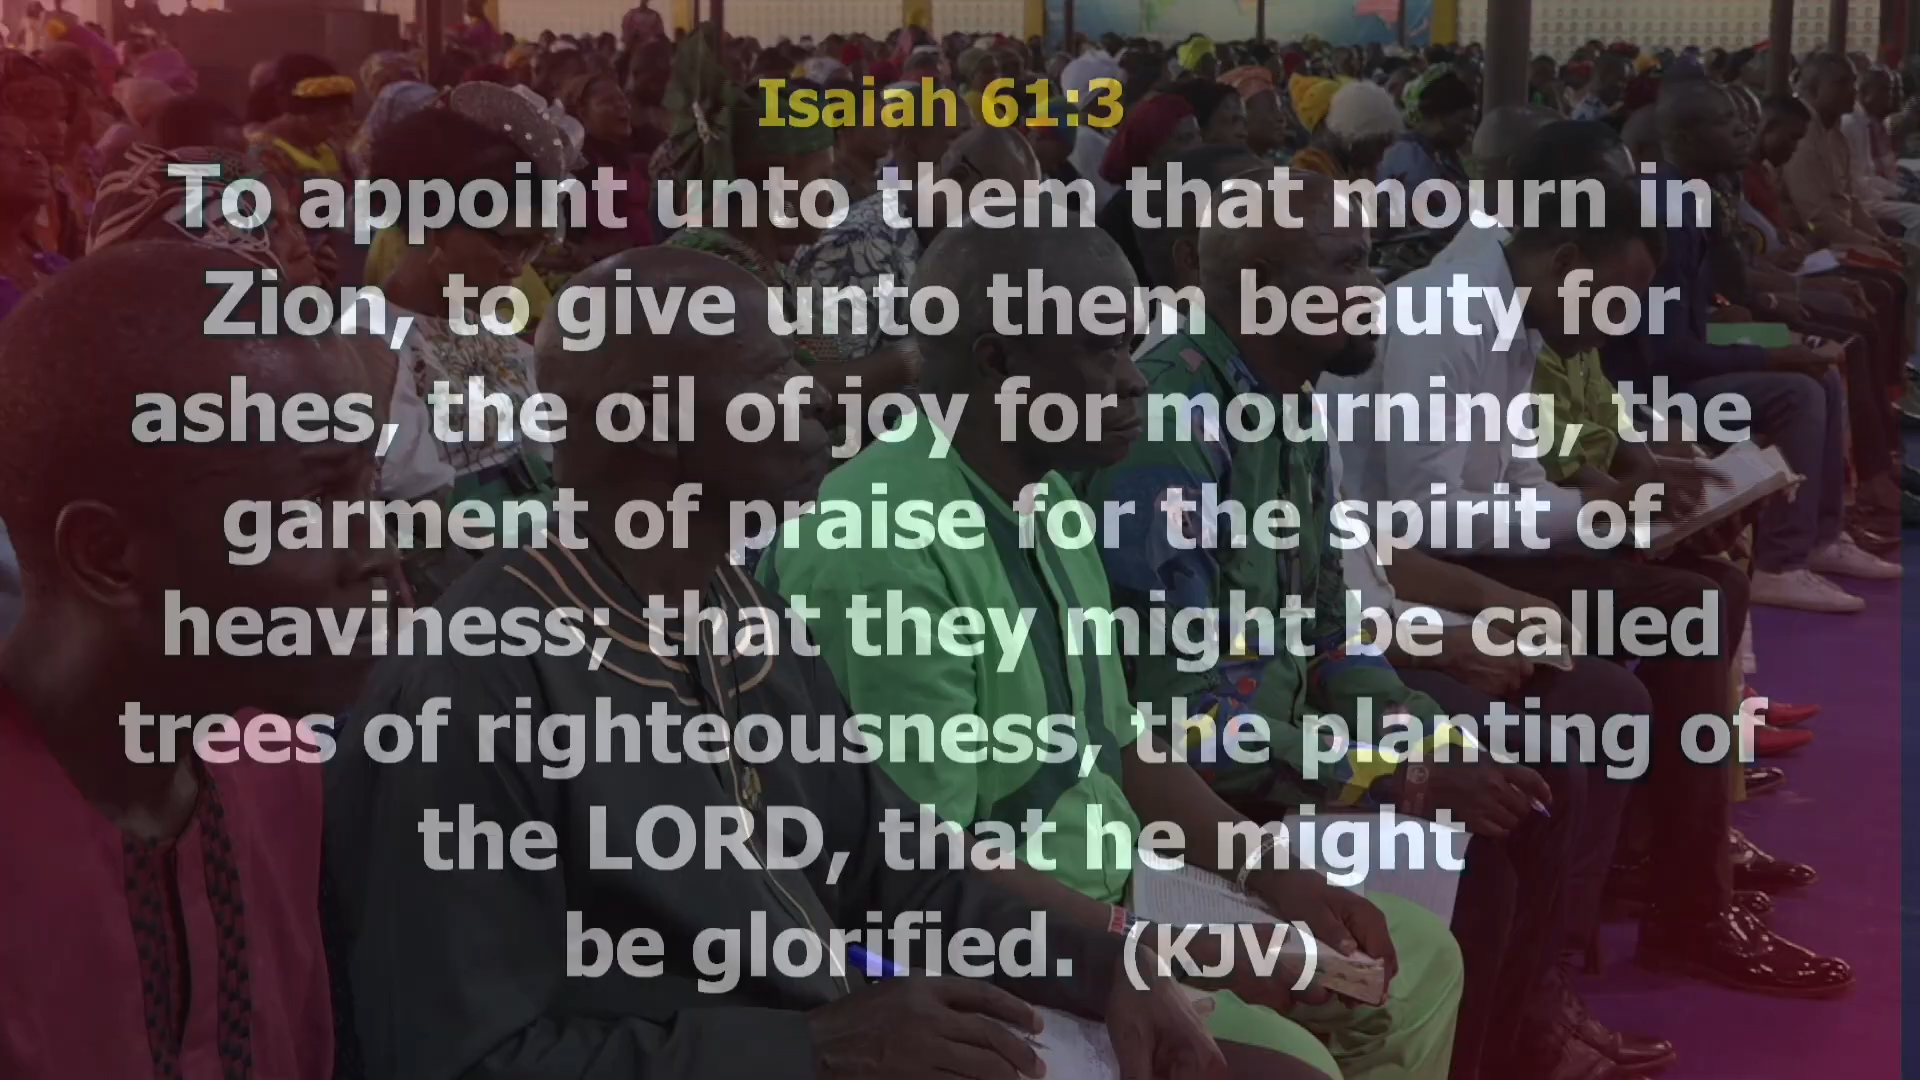 Isaiah 61:3
To appoint unto them that mourn in
Zion, to give unto them beauty for
ashes, the oil of joy for mourning, the
garment of praise for the spirit of
heaviness; that they might be called
trees of righteousness, the planting of
the LORD, that he might
be glorified. (KJV)